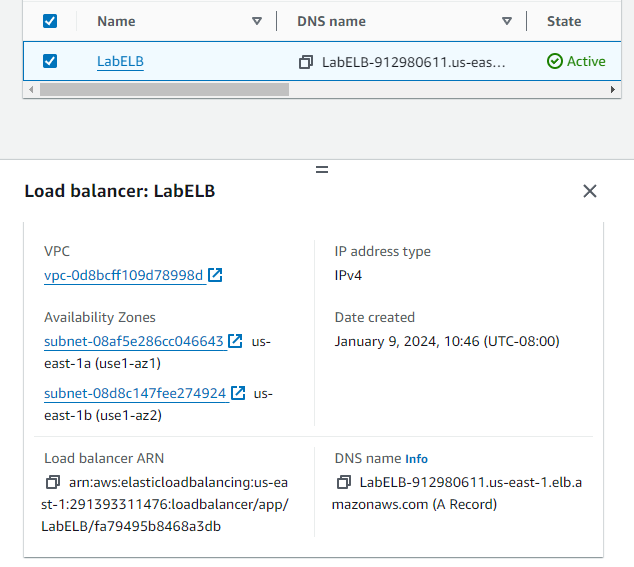 Name DNS name State
LabELB LabELB-912980611.us-eas… Active
Load balancer: LabELB
VPC
vpc-0d8bcff109d78998d
IP address type
IPv4
Availability Zones
subnet-08af5e286cc046643 us-
east-1a (use1-az1)
subnet-08d8c147fee274924 us-
east-1b (use1-az2)
Date created
January 9, 2024, 10:46 (UTC-08:00)
Load balancer ARN
arn:aws:elasticloadbalancing:us-ea
st-1:291393311476:loadbalancer/app/
LabELB/fa79495b8468a3db
DNS name Info
LabELB-912980611.us-east-1.elb.a
mazonaws.com (A Record)